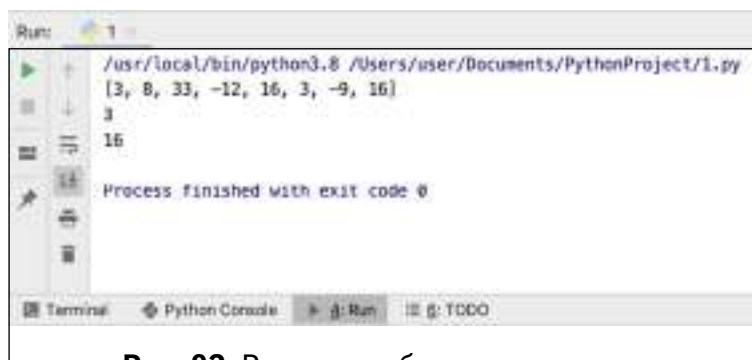 Run: 1
/usr/local/bin/python3.8 /Users/user/Documents/PythonProject/1.py
[3, 8, 33, -12, 16, 3, -9, 16]
3
16
Process finished with exit code 0
Terminal Python Console 4: Run 6: TODO